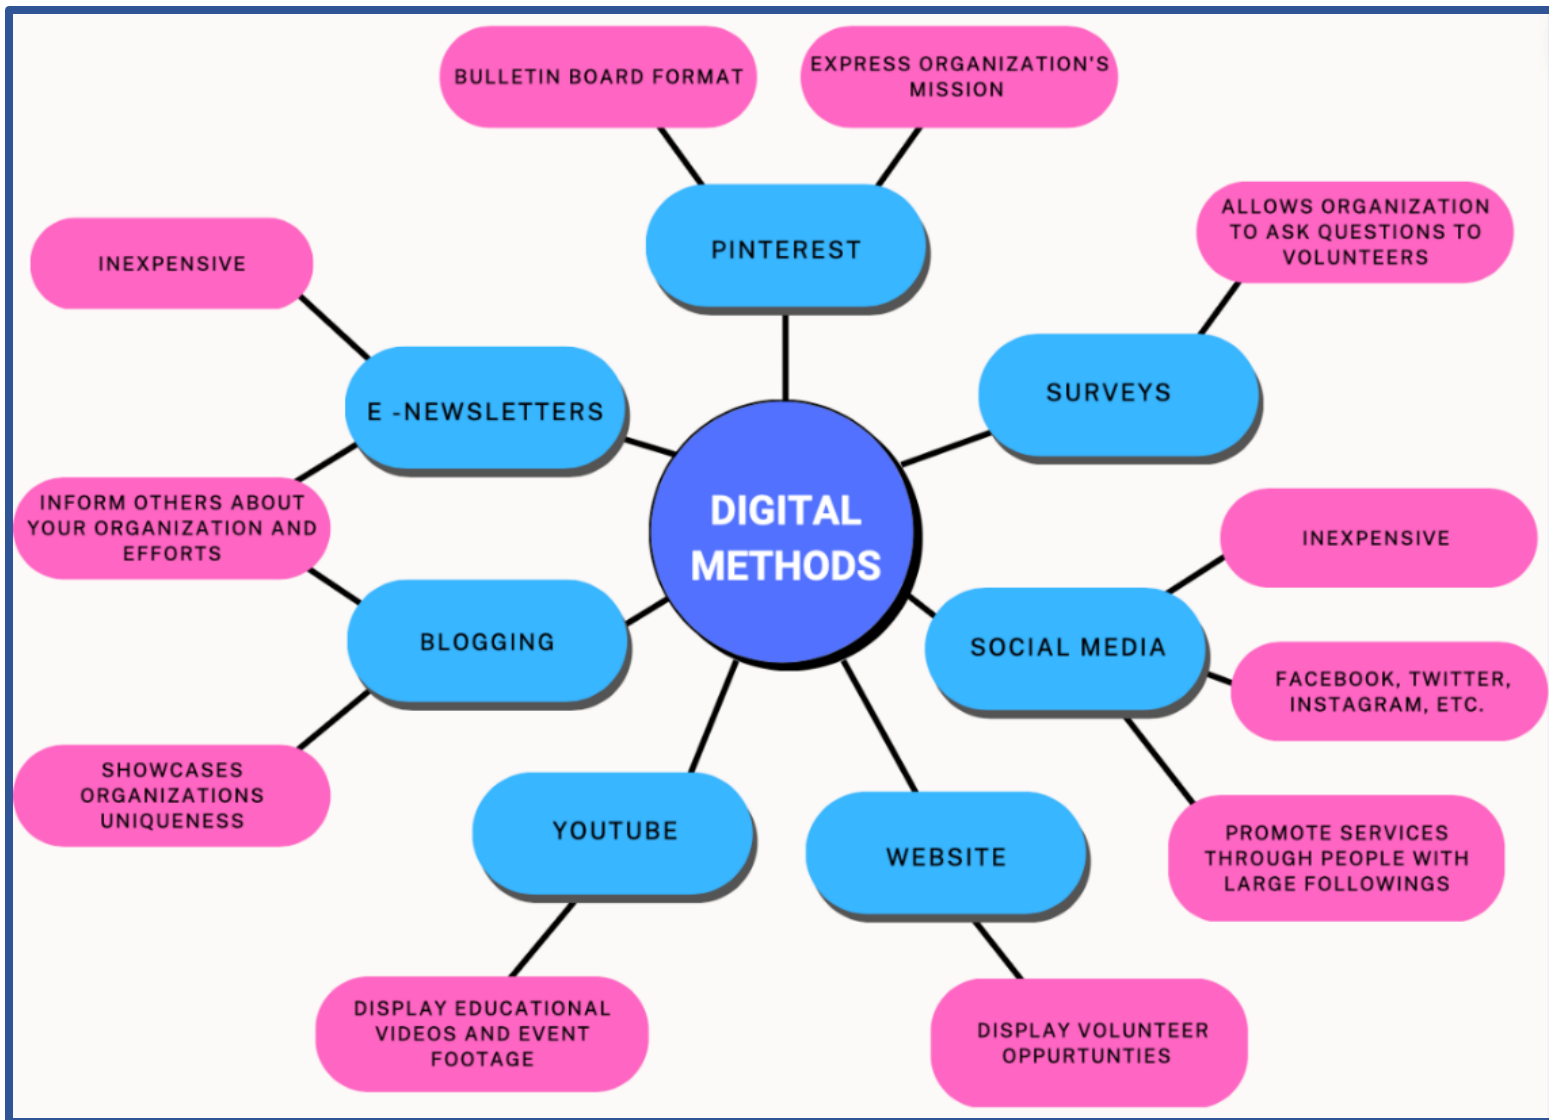 BULLETIN BOARD FORMAT
EXPRESS ORGANIZATION'S
MISSION
PINTEREST
ALLOWS ORGANIZATION
TO ASK QUESTIONS TO
VOLUNTEERS
SURVEYS
INEXPENSIVE
E -NEWSLETTERS
INFORM OTHERS ABOUT
YOUR ORGANIZATION AND
EFFORTS
DIGITAL
METHODS
INEXPENSIVE
SOCIAL MEDIA
FACEBOOK, TWITTER,
INSTAGRAM, ETC.
PROMOTE SERVICES
THROUGH PEOPLE WITH
LARGE FOLLOWINGS
BLOGGING
SHOWCASES
ORGANIZATIONS
UNIQUENESS
YOUTUBE
DISPLAY EDUCATIONAL
VIDEOS AND EVENT
FOOTAGE
WEBSITE
DISPLAY VOLUNTEER
OPPURTUNTIES